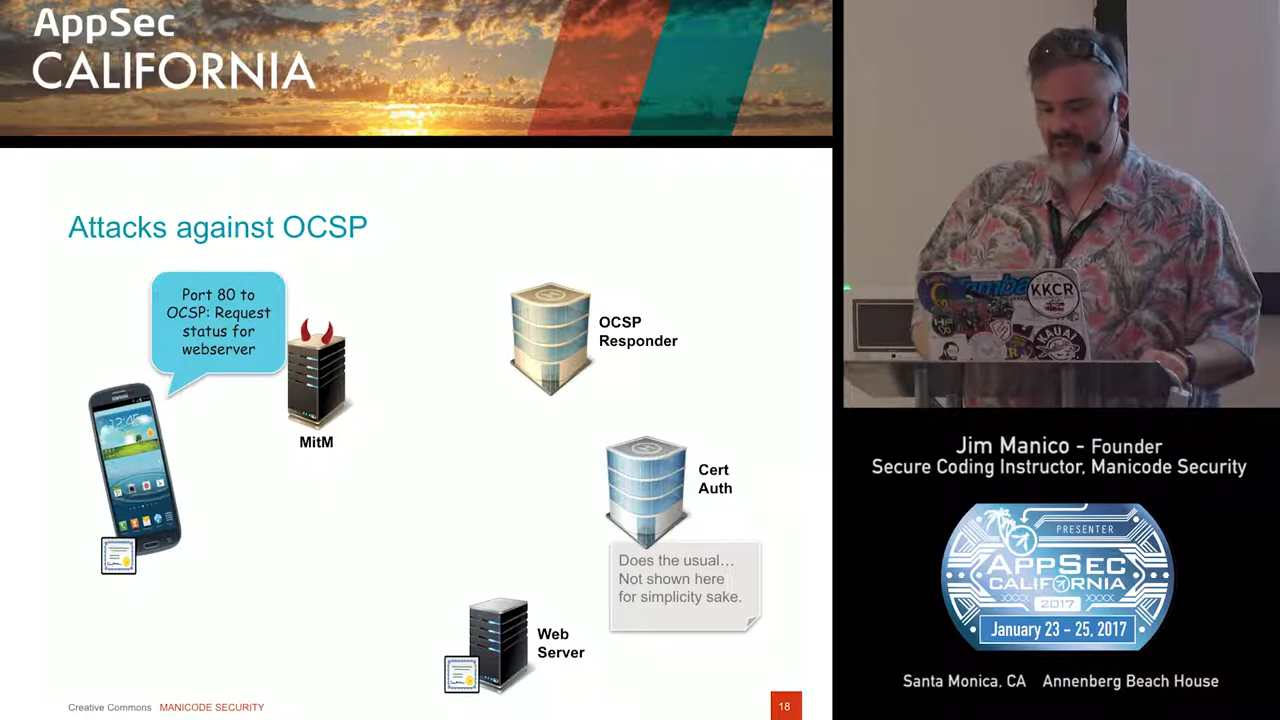 AppSec
CALIFORNIA
Attacks against OCSP
Port 80 to
OCSP: Request
status for
webserver
MitM
OCSP
Responder
Cert
Auth
Does the usual…
Not shown here
for simplicity sake.
Web
Server
Creative Commons MANICODE SECURITY
18
KKCR
KAUAI
Jim Manico - Founder
Secure Coding Instructor, Manicode Security
PRESENTER
AppSec
CALIFORNIA
2017
January 23 - 25, 2017
Santa Monica, CA Annenberg Beach House